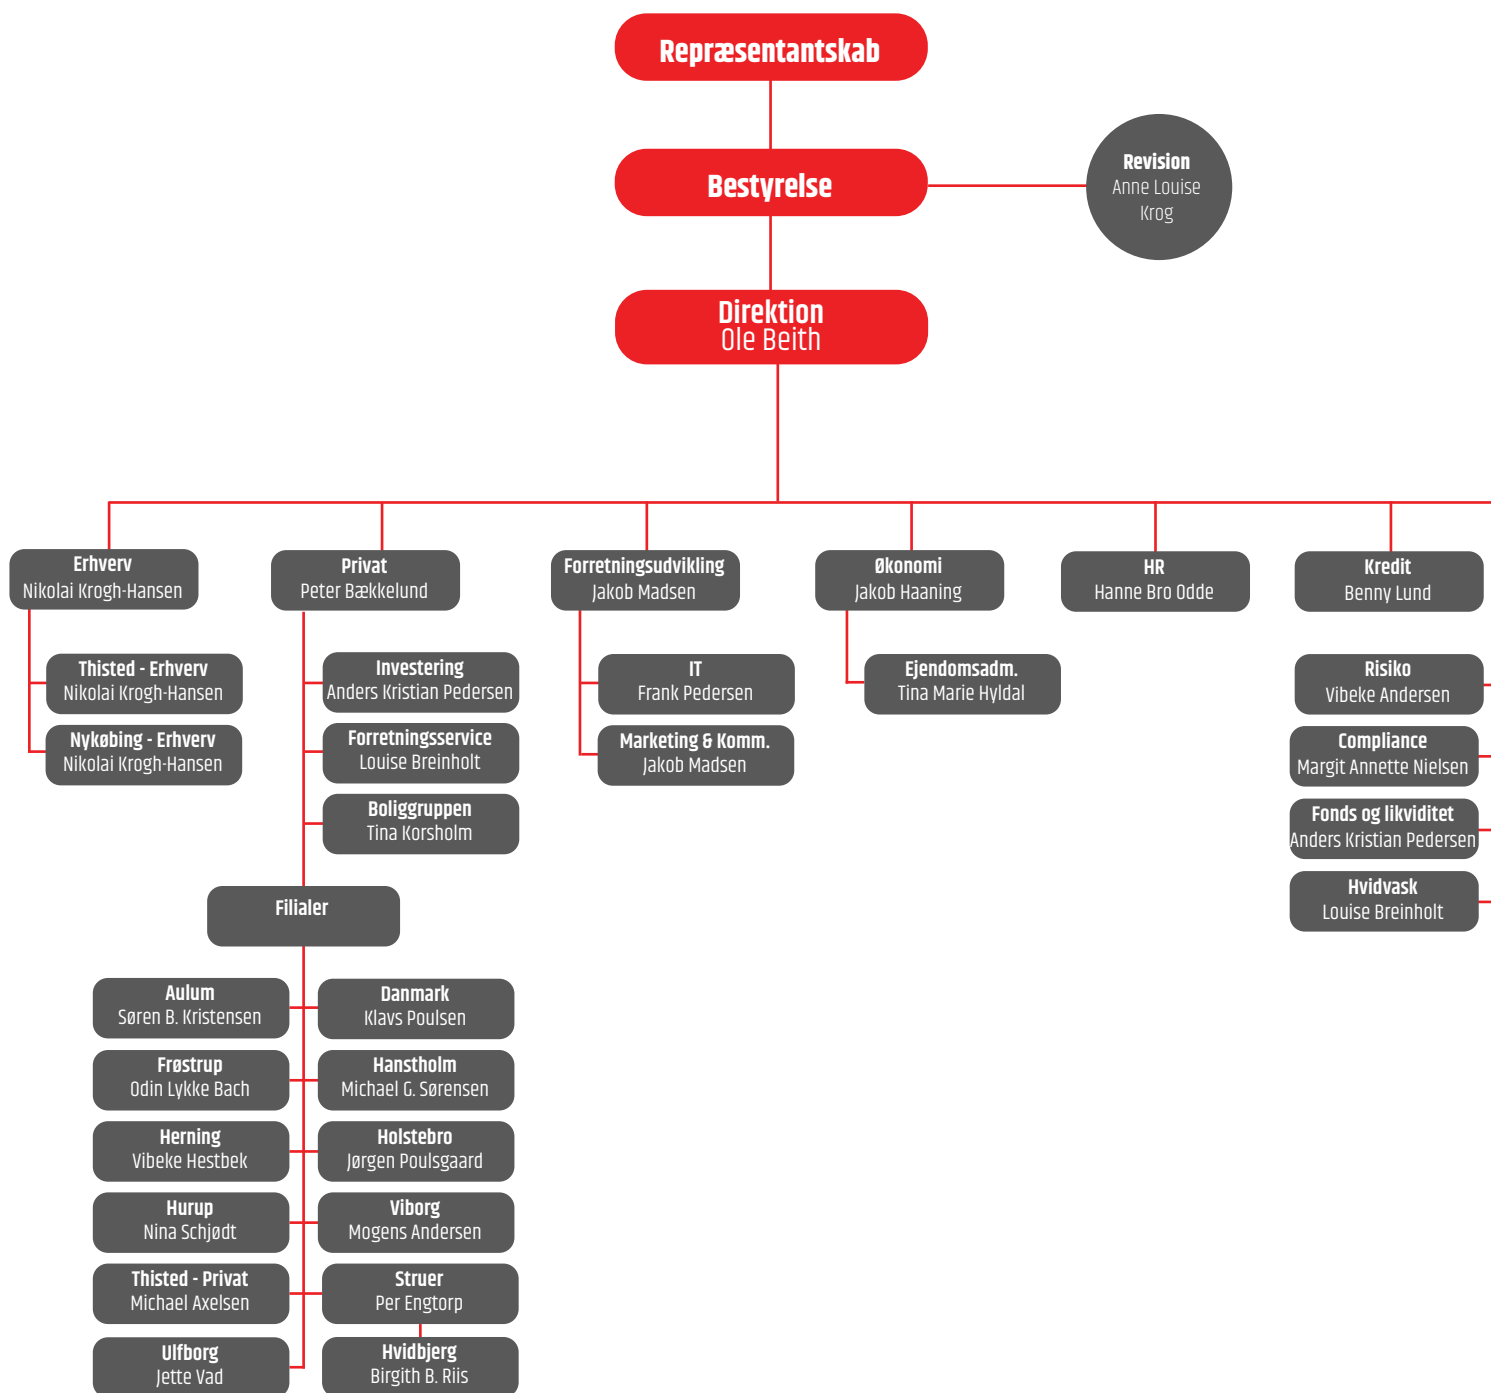 Repræsentantskab
Bestyrelse
Revision
Anne Louise
Krog
Direktion
Ole Beith
Erhverv
Nikolai Krogh-Hansen
Privat
Peter Bækkelund
Forretningsudvikling
Jakob Madsen
Økonomi
Jakob Haaning
HR
Hanne Bro Odde
Kredit
Benny Lund
Thisted - Erhverv
Nikolai Krogh-Hansen
Nykøbing - Erhverv
Nikolai Krogh-Hansen
Investering
Anders Kristian Pedersen
Forretningsservice
Louise Breinholt
Boliggruppen
Tina Korsholm
IT
Frank Pedersen
Marketing & Komm.
Jakob Madsen
Ejendomsadm.
Tina Marie Hyldal
Risiko
Vibeke Andersen
Compliance
Margit Annette Nielsen
Fonds og likviditet
Anders Kristian Pedersen
Hvidvask
Louise Breinholt
Filialer
Aulum
Søren B. Kristensen
Danmark
Klavs Poulsen
Frøstrup
Odin Lykke Bach
Hanstholm
Michael G. Sørensen
Herning
Vibeke Hestbek
Holstebro
Jørgen Poulsgaard
Hurup
Nina Schjødt
Viborg
Mogens Andersen
Thisted - Privat
Michael Axelsen
Struer
Per Engtorp
Ulfborg
Jette Vad
Hvidbjerg
Birgith B. Riis